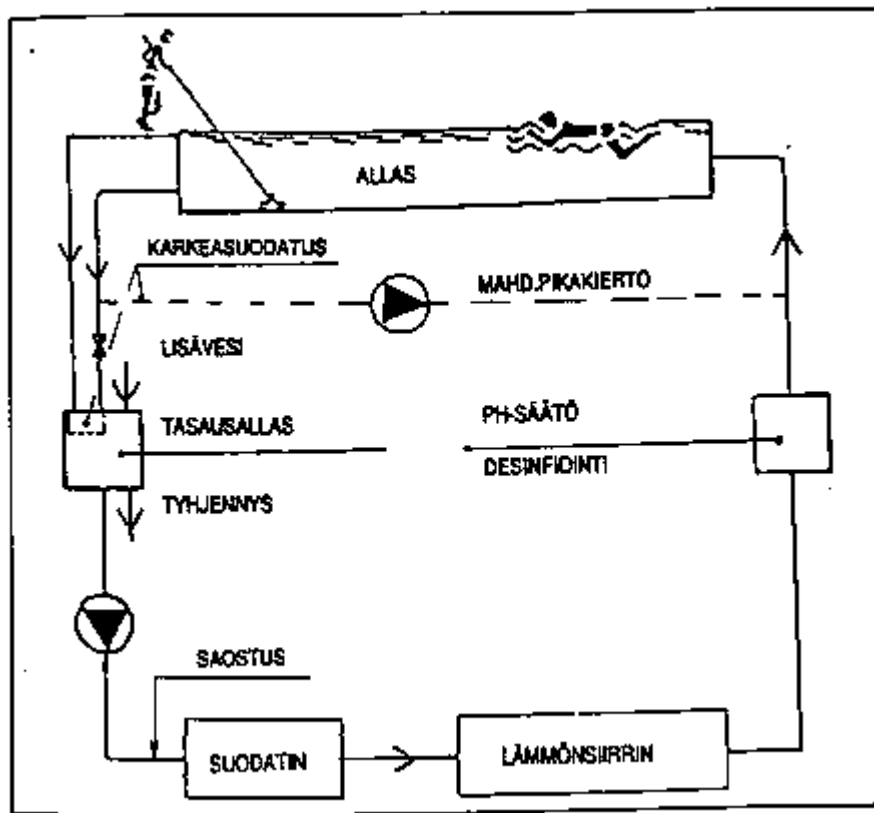 ALLAS
KARKEASUODATUS
MAHD.PIKAKIERTO
LISÄVESI
TASAUSALLAS
PH-SÄÄTÖ
DESINFIOINTI
TYHJENNYS
SAOSTUS
SUODATIN
LÄMMÖNSIIRRIN